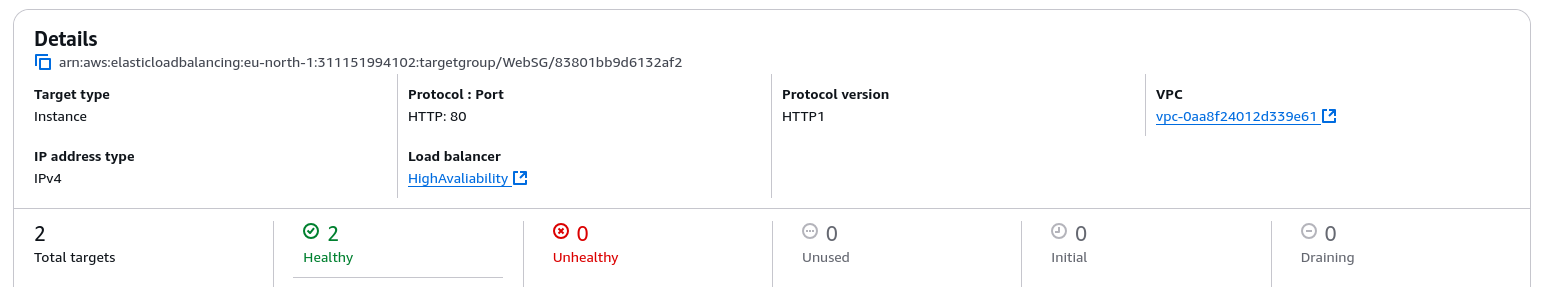 Details
arn:aws:elasticloadbalancing:eu-north-1:311151994102:targetgroup/WebSG/83801bb9d6132af2
Target type
Instance
Protocol : Port
HTTP: 80
Protocol version
HTTP1
VPC
vpc-0aa8f24012d339e61
IP address type
IPv4
Load balancer
HighAvaliability
2
Total targets
2
Healthy
0
Unhealthy
0
Unused
0
Initial
0
Draining